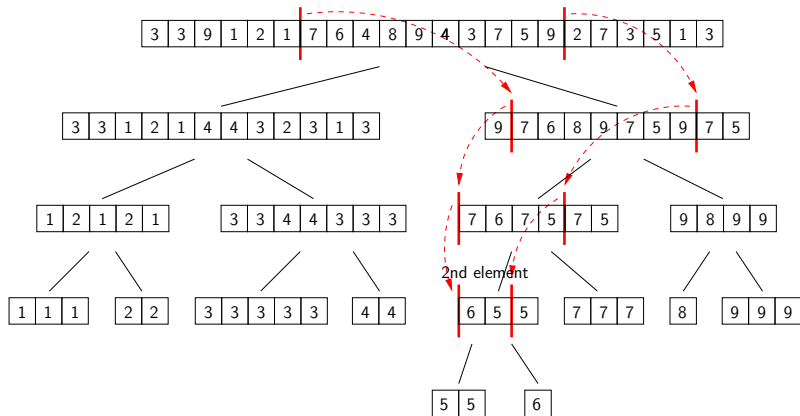 3 3 9 1 2 1 7 6 4 8 9 4 3 7 5 9 2 7 3 5 1 3
3 3 1 2 1 4 4 3 2 3 1 3 9 7 6 8 9 7 5 9 7 5
1 2 1 2 1 3 3 4 4 3 3 3 7 6 7 5 7 5 9 8 9 9
2nd element
1 1 1 2 2 3 3 3 3 3 4 4 6 5 5 7 7 7 8 9 9 9
5 5 6